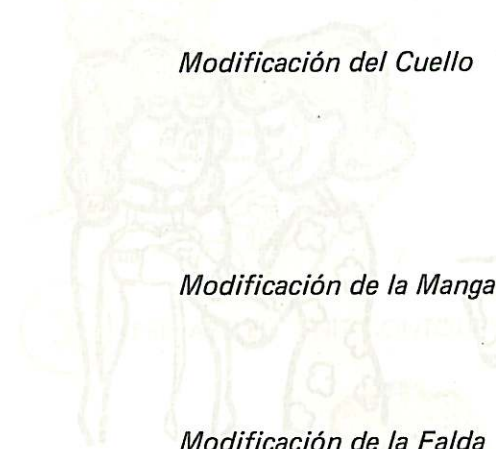 Modificación del Cuello
Modificación de la Manga
Modificación de la Falda